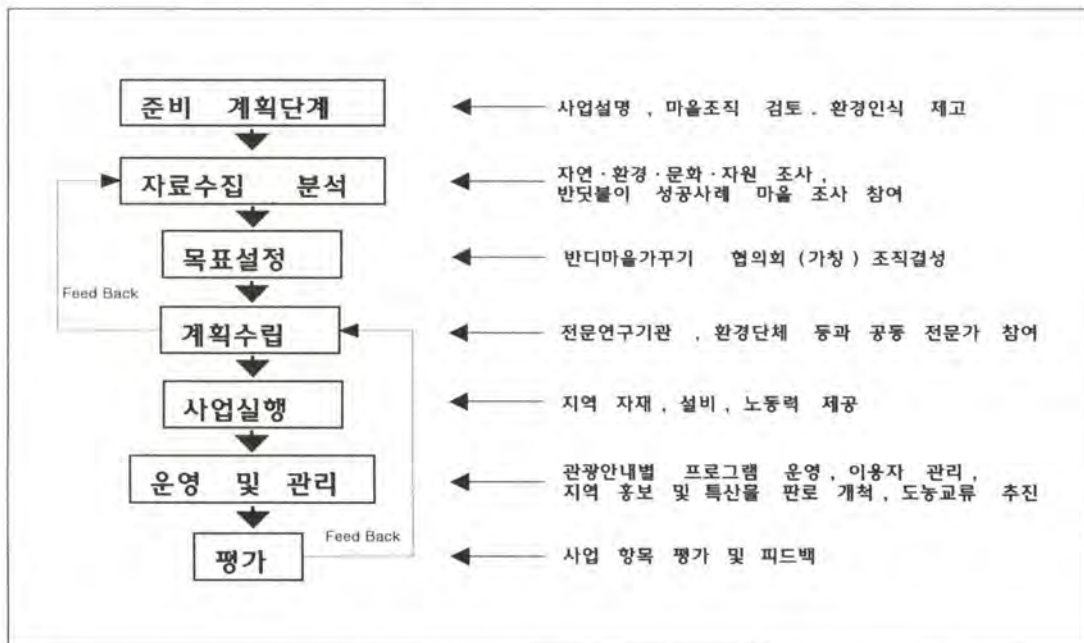 준비 계획단계
사업설명 , 마을조직 검토 . 환경인식 제고
자료수집 분석
자연 · 환경 · 문화 · 자원 조사 ,
반딧불이 성공사례 마을 조사 참여
목표설정
반디마을가꾸기 협의회 (가칭) 조직결성
Feed Back
계획수립
전문연구기관 , 환경단체 등과 공동 전문가 참여
사업실행
지역 자재 , 설비 , 노동력 제공
운영 및 관리
관광안내별 프로그램 운영 , 이용자 관리 ,
지역 홍보 및 특산물 판로 개척 , 도농교류 추진
Feed Back
평가
사업 항목 평가 및 피드백